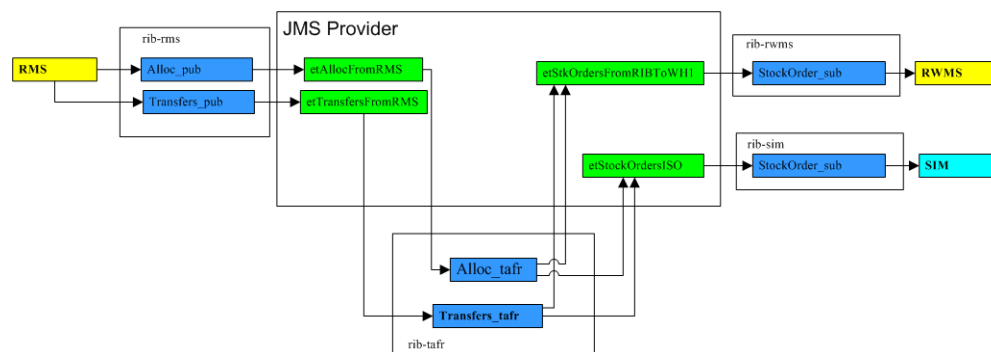 JMS Provider
rib-rms
rib-rwms
RMS
Alloc_pub
etAllocFromRMS
etStkOrdersFromRIBToWH1
StockOrder_sub
RWMS
Transfers_pub
etTransfersFromRMS
rib-sim
etStockOrdersISO
StockOrder_sub
SIM
Alloc_tafr
Transfers_tafr
rib-tafr